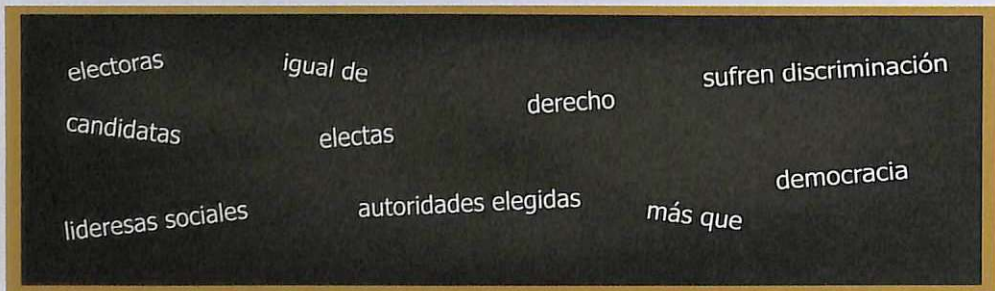 electoras
igual de
sufren discriminación
derecho
candidatas
electas
democracia
lideresas sociales
autoridades elegidas
más que